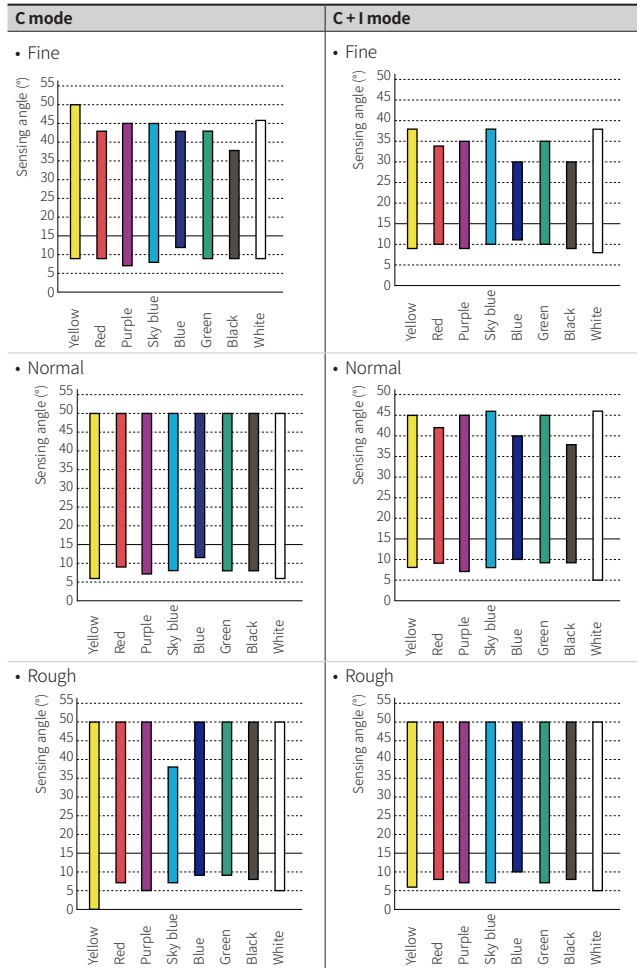 C mode
C + I mode
• Fine
Sensing angle (°)
55
50
45
40
35
30
25
20
15
10
5
0
Yellow
Red
Purple
Sky blue
Blue
Green
Black
White
• Fine
Sensing angle (°)
50
45
40
35
30
25
20
15
10
5
0
Yellow
Red
Purple
Sky blue
Blue
Green
Black
White
• Normal
Sensing angle (°)
55
50
45
40
35
30
25
20
15
10
5
0
Yellow
Red
Purple
Sky blue
Blue
Green
Black
White
• Normal
Sensing angle (°)
50
45
40
35
30
25
20
15
10
5
0
Yellow
Red
Purple
Sky blue
Blue
Green
Black
White
• Rough
Sensing angle (°)
55
50
45
40
35
30
25
20
15
10
5
0
Yellow
Red
Purple
Sky blue
Blue
Green
Black
White
• Rough
Sensing angle (°)
55
50
45
40
35
30
25
20
15
10
5
0
Yellow
Red
Purple
Sky blue
Blue
Green
Black
White